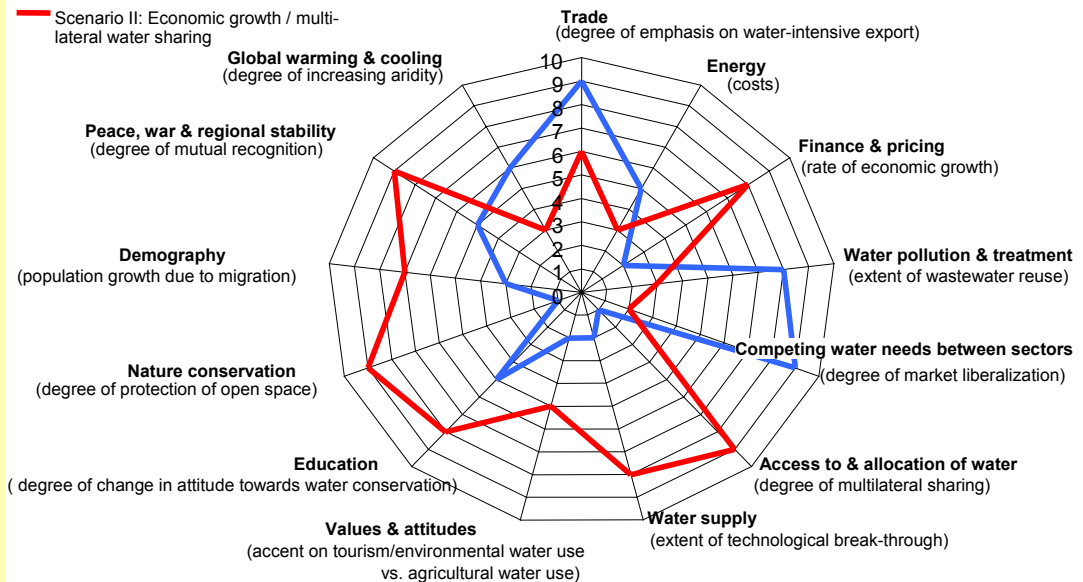 Scenario II: Economic growth / multi-
lateral water sharing
Trade
(degree of emphasis on water-intensive export)
Energy
(costs)
Finance & pricing
(rate of economic growth)
Water pollution & treatment
(extent of wastewater reuse)
Competing water needs between sectors
(degree of market liberalization)
Access to & allocation of water
(degree of multilateral sharing)
Water supply
(extent of technological break-through)
Values & attitudes
(accent on tourism/environmental water use
vs. agricultural water use)
Education
( degree of change in attitude towards water conservation)
Nature conservation
(degree of protection of open space)
Demography
(population growth due to migration)
Peace, war & regional stability
(degree of mutual recognition)
Global warming & cooling
(degree of increasing aridity)
10
9
8
7
6
5
4
3
2
1
0